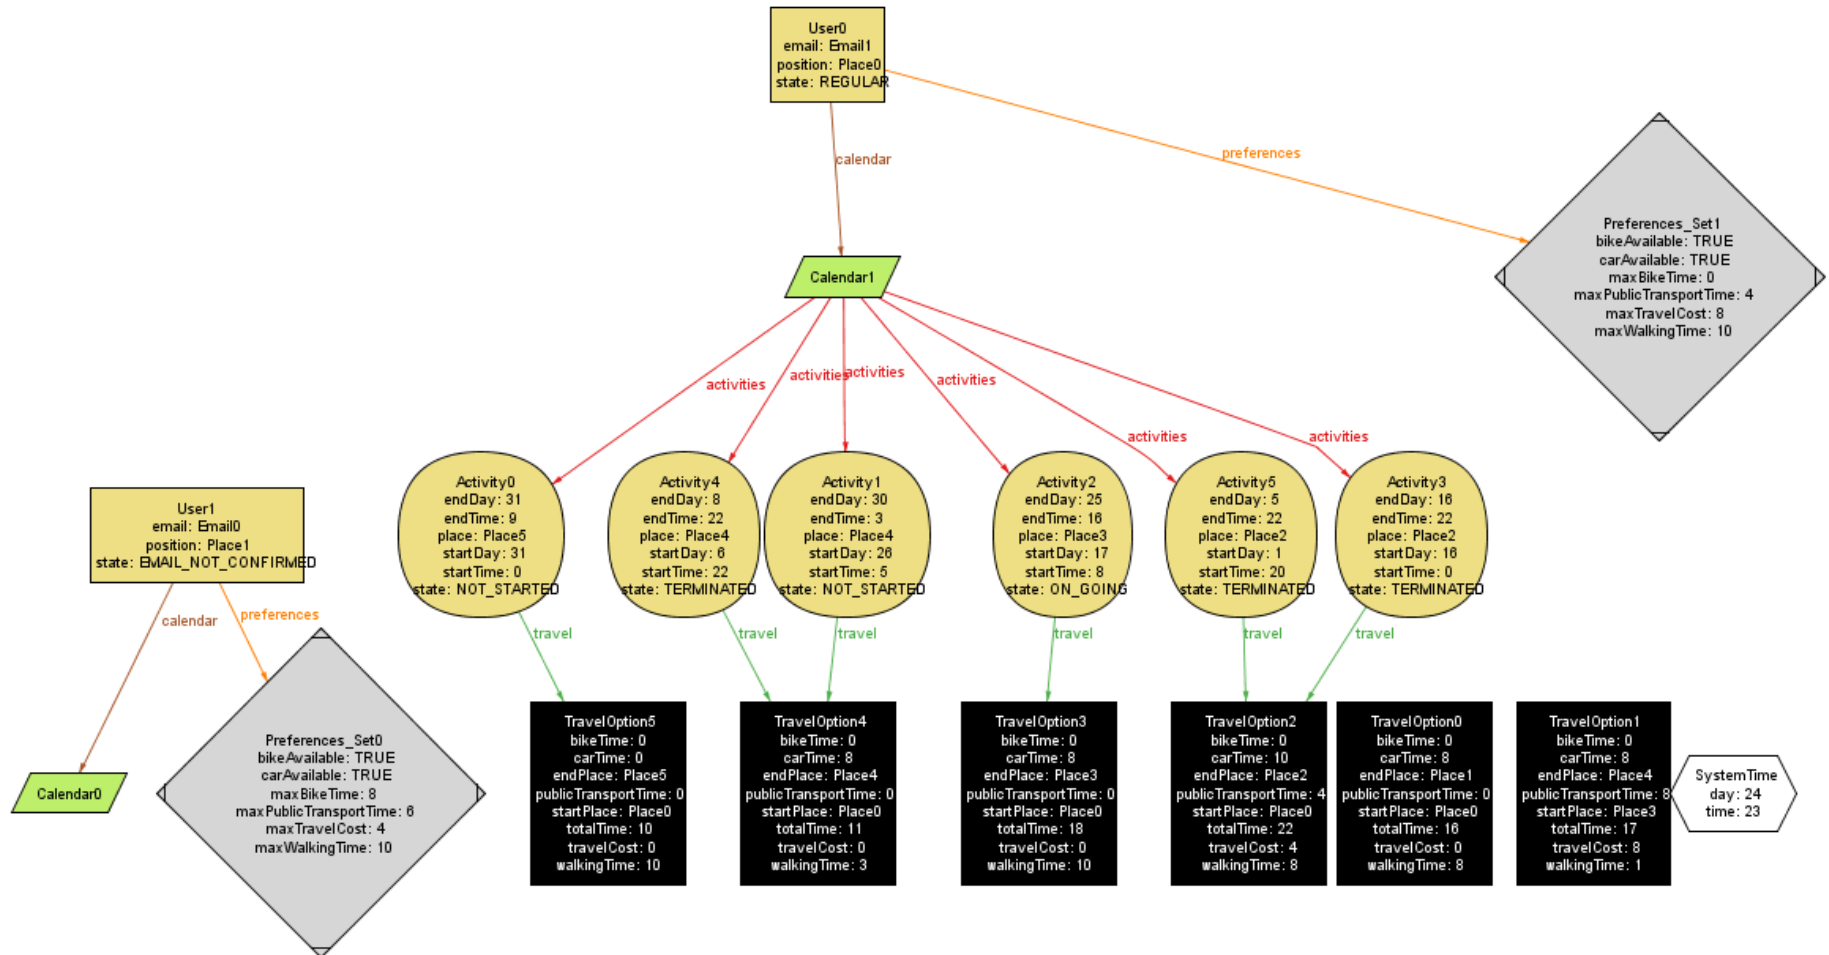 User0
email: Email1
position: Place0
state: REGULAR
calendar
preferences
Preferences_Set1
bikeAvailable: TRUE
carAvailable: TRUE
maxBikeTime: 0
maxPublicTransportTime: 4
maxTravelCost: 8
maxWalkingTime: 10
Calendar1
activities
activities
activities
activities
activities
activities
User1
email: Email0
position: Place1
state: EMAIL_NOT_CONFIRMED
calendar
preferences
Calendar0
Preferences_Set0
bikeAvailable: TRUE
carAvailable: TRUE
maxBikeTime: 8
maxPublicTransportTime: 6
maxTravelCost: 4
maxWalkingTime: 10
Activity0
endDay: 31
endTime: 9
place: Place5
startDay: 31
startTime: 0
state: NOT_STARTED
Activity4
endDay: 8
endTime: 22
place: Place4
startDay: 6
startTime: 22
state: TERMINATED
Activity1
endDay: 30
endTime: 3
place: Place4
startDay: 26
startTime: 5
state: NOT_STARTED
Activity2
endDay: 25
endTime: 16
place: Place3
startDay: 17
startTime: 8
state: ON_GOING
Activity5
endDay: 5
endTime: 22
place: Place2
startDay: 1
startTime: 20
state: TERMINATED
Activity3
endDay: 16
endTime: 22
place: Place2
startDay: 16
startTime: 0
state: TERMINATED
travel
travel
travel
travel
travel
travel
TravelOption5
bikeTime: 0
carTime: 0
endPlace: Place5
publicTransportTime: 0
startPlace: Place0
totalTime: 10
travelCost: 0
walkingTime: 10
TravelOption4
bikeTime: 0
carTime: 8
endPlace: Place4
publicTransportTime: 0
startPlace: Place0
totalTime: 11
travelCost: 0
walkingTime: 3
TravelOption3
bikeTime: 0
carTime: 8
endPlace: Place3
publicTransportTime: 0
startPlace: Place0
totalTime: 18
travelCost: 0
walkingTime: 10
TravelOption2
bikeTime: 0
carTime: 10
endPlace: Place2
publicTransportTime: 4
startPlace: Place0
totalTime: 22
travelCost: 4
walkingTime: 8
TravelOption0
bikeTime: 0
carTime: 8
endPlace: Place1
publicTransportTime: 0
startPlace: Place0
totalTime: 16
travelCost: 0
walkingTime: 8
TravelOption1
bikeTime: 0
carTime: 8
endPlace: Place4
publicTransportTime: 8
startPlace: Place3
totalTime: 17
travelCost: 8
walkingTime: 1
SystemTime
day: 24
time: 23